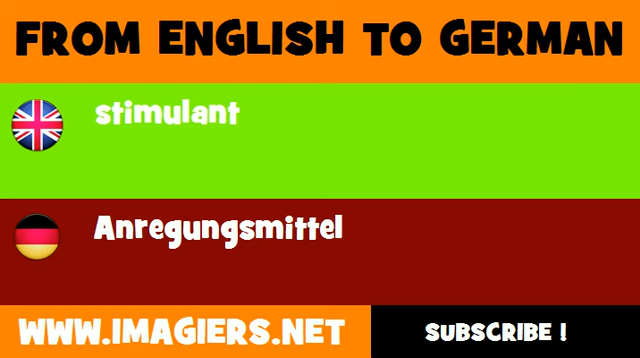 FROM ENGLISH TO GERMAN
stimulant
Anregungsmittel
WWW.IMAGIERS.NET
SUBSCRIBE !